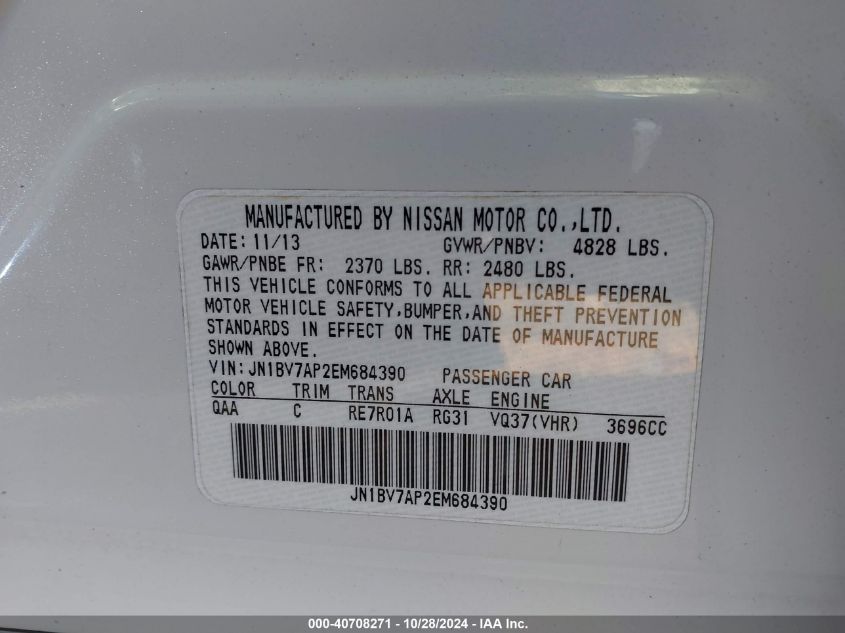 MANUFACTURED BY NISSAN MOTOR CO.,LTD.
DATE: 11/13 GVWR/PNBV: 4828 LBS.
GAWR/PNBE FR: 2370 LBS. RR: 2480 LBS.
THIS VEHICLE CONFORMS TO ALL APPLICABLE FEDERAL
MOTOR VEHICLE SAFETY,BUMPER,AND THEFT PREVENTION
STANDARDS IN EFFECT ON THE DATE OF MANUFACTURE
SHOWN ABOVE.
VIN: JN1BV7AP2EM684390 PASSENGER CAR
COLOR TRIM TRANS AXLE ENGINE
QAA C RE7R01A RG31 VQ37(VHR) 3696CC
JN1BV7AP2EM684390
000-40708271 - 10/28/2024 - IAA Inc.